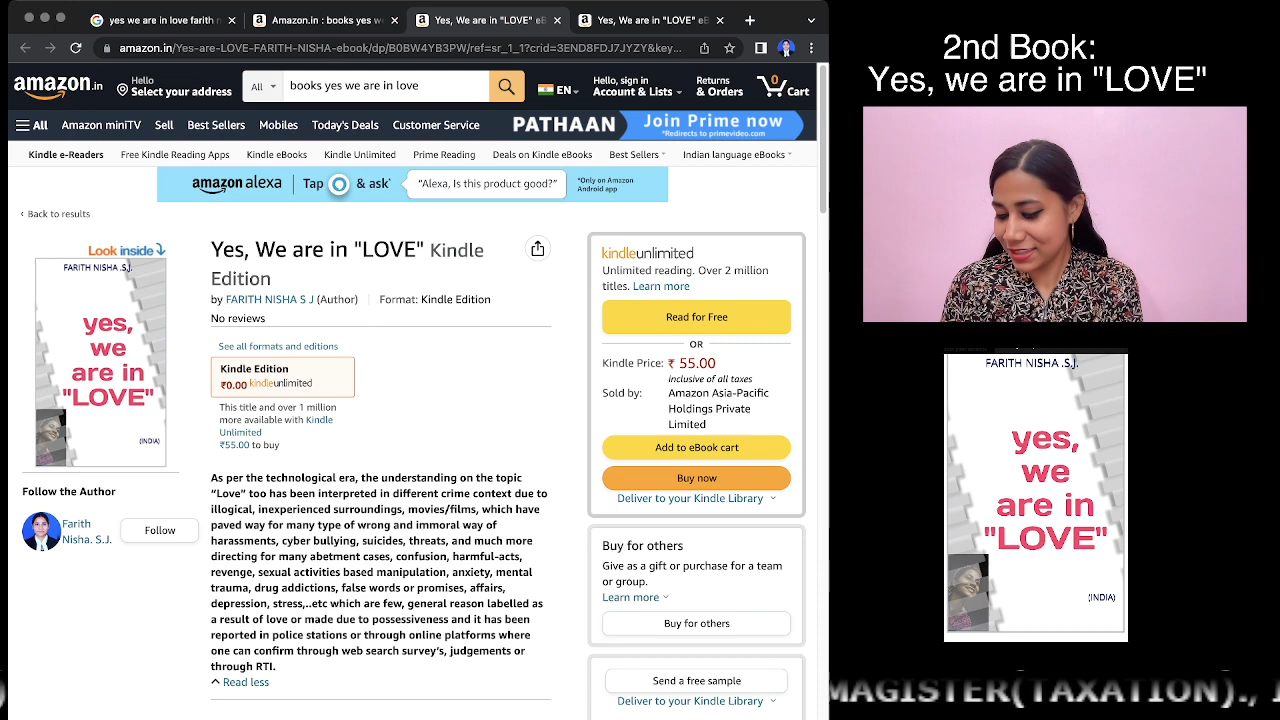 yes we are in love farith n
Amazon.in : books yes we
Yes, We are in "LOVE" eB
Yes, We are in "LOVE" eB
amazon.in/Yes-are-LOVE-FARITH-NISHA-ebook/dp/B0BW4YB3PW/ref=sr_1_1?crid=3END8FDJ7JYZY&key...
amazon.in
Hello
Select your address
All
books yes we are in love
EN
Hello, sign in
Account & Lists
Returns
& Orders
0
Cart
All
Amazon miniTV
Sell
Best Sellers
Mobiles
Today's Deals
Customer Service
PATHAAN
Join Prime now
*Redirects to primevideo.com
Kindle e-Readers
Free Kindle Reading Apps
Kindle eBooks
Kindle Unlimited
Prime Reading
Deals on Kindle eBooks
Best Sellers
Indian language eBooks
amazon alexa
Tap & ask*
"Alexa, Is this product good?"
*Only on Amazon
Android app
‹ Back to results
Look inside
FARITH NISHA .S.J.
yes,
we
are in
"LOVE"
(INDIA)
Follow the Author
Farith
Nisha. S.J.
Follow
Yes, We are in "LOVE" Kindle
Edition
by FARITH NISHA S J (Author)
Format: Kindle Edition
No reviews
See all formats and editions
Kindle Edition
₹0.00 kindleunlimited
This title and over 1 million
more available with Kindle
Unlimited
₹55.00 to buy
As per the technological era, the understanding on the topic
“Love” too has been interpreted in different crime context due to
illogical, inexperienced surroundings, movies/films, which have
paved way for many type of wrong and immoral way of
harassments, cyber bullying, suicides, threats, and much more
directing for many abetment cases, confusion, harmful-acts,
revenge, sexual activities based manipulation, anxiety, mental
trauma, drug addictions, false words or promises, affairs,
depression, stress,..etc which are few, general reason labelled as
a result of love or made due to possessiveness and it has been
reported in police stations or through online platforms where
one can confirm through web search survey's, judgements or
through RTI.
Read less
kindleunlimited
Unlimited reading. Over 2 million
titles. Learn more
Read for Free
OR
Kindle Price: ₹ 55.00
inclusive of all taxes
Sold by: Amazon Asia-Pacific
Holdings Private
Limited
Add to eBook cart
Buy now
Deliver to your Kindle Library
Buy for others
Give as a gift or purchase for a team
or group.
Learn more
Buy for others
Send a free sample
Deliver to your Kindle Library
2nd Book:
Yes, we are in "LOVE"
FARITH NISHA .S.J.
yes,
we
are in
"LOVE"
(INDIA)
MAGISTER(TAXATION).,